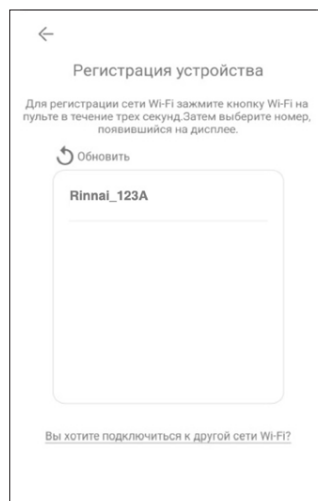 Регистрация устройства
Для регистрации сети Wi-Fi зажмите кнопку Wi-Fi на
пульте в течение трех секунд.Затем выберите номер,
появившийся на дисплее.
Обновить
Rinnai_123A
Вы хотите подключиться к другой сети Wi-Fi?